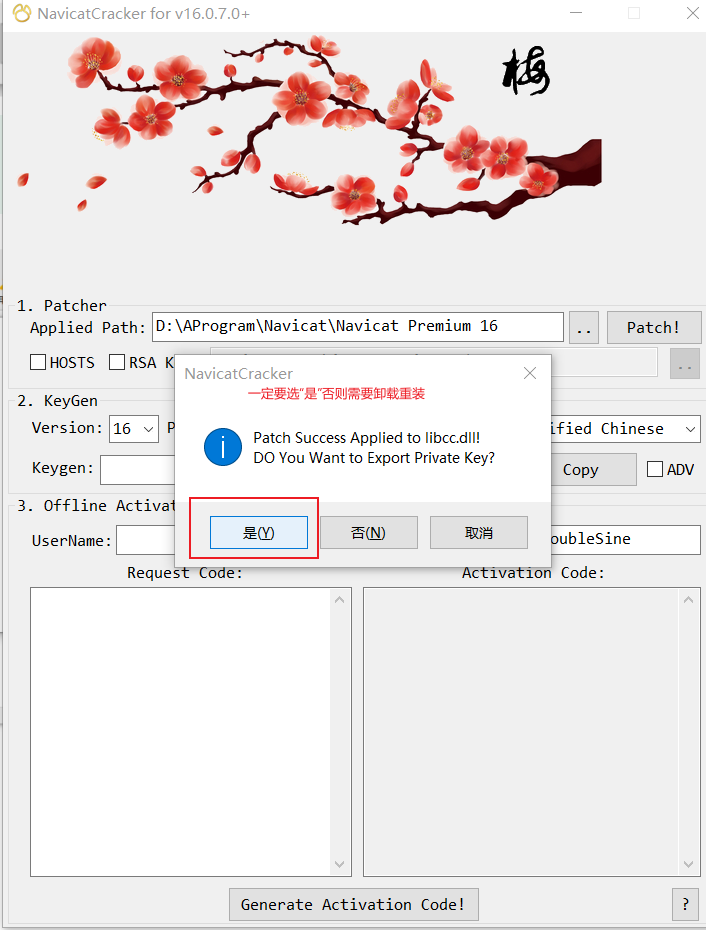 NavicatCracker for v16.0.7.0+
梅
1. Patcher
Applied Path:
D:\AProgram\Navicat\Navicat Premium 16
..
Patch!
HOSTS
RSA K
..
NavicatCracker
一定要选“是“否则需要卸载重装
Patch Success Applied to libcc.dll!
DO You Want to Export Private Key?
是(Y)
否(N)
取消
2. KeyGen
Version:
16
P
ified Chinese
Keygen:
Copy
ADV
3. Offline Activat
UserName:
oubleSine
Request Code:
Activation Code:
Generate Activation Code!
?